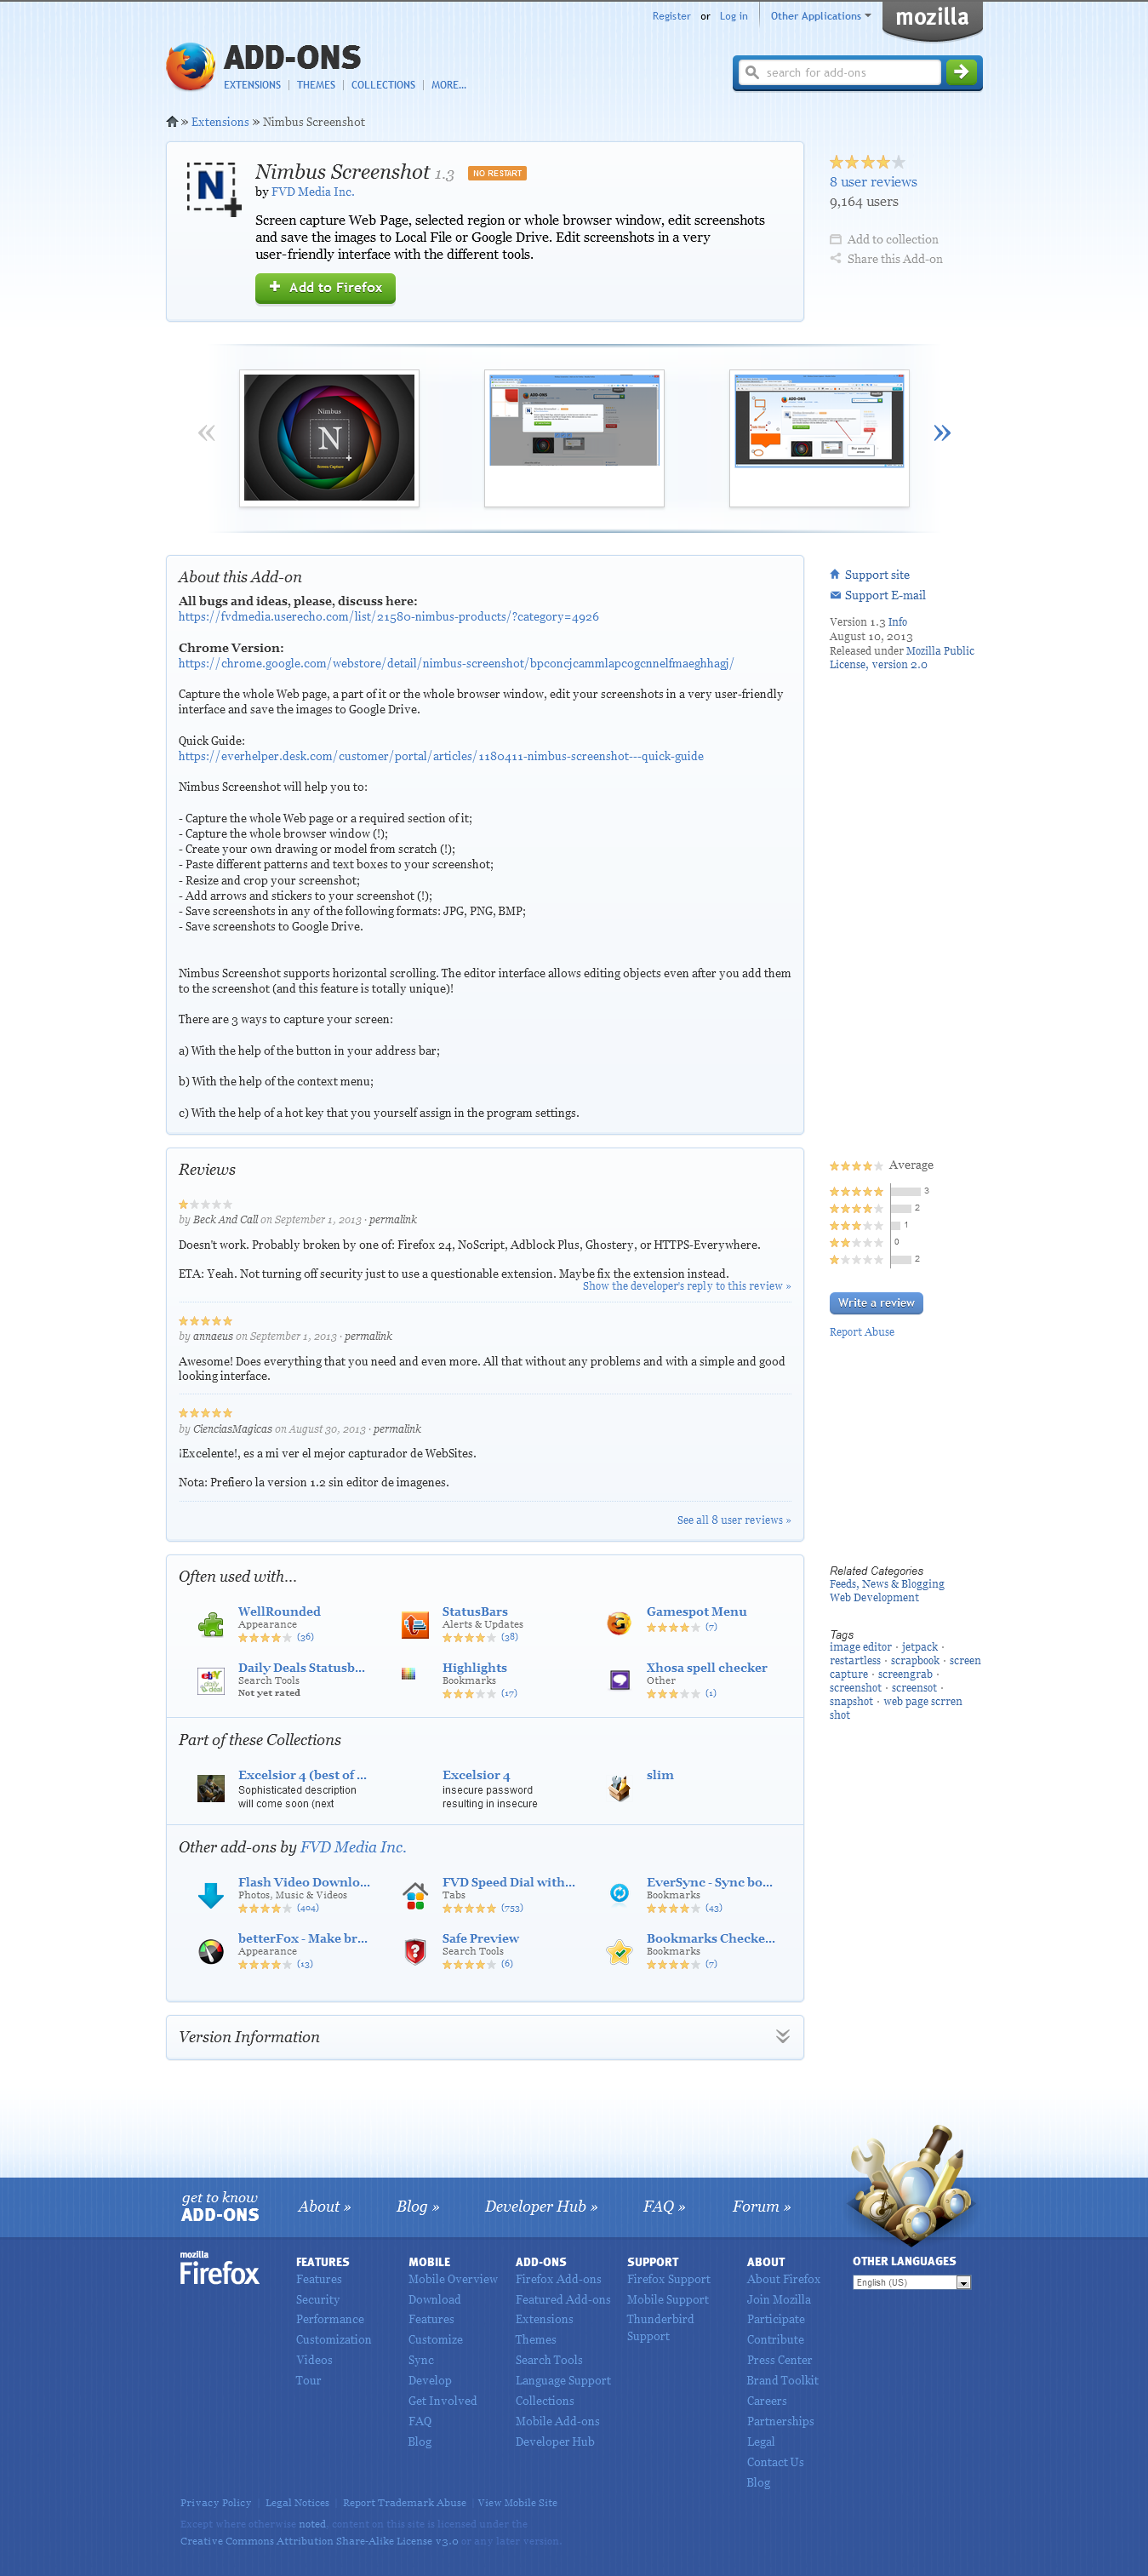 Register or Log in Other Applications mozilla
ADD-ONS
EXTENSIONS | THEMES | COLLECTIONS | MORE...
search for add-ons
» Extensions » Nimbus Screenshot
Nimbus Screenshot 1.3 NO RESTART
by FVD Media Inc.
Screen capture Web Page, selected region or whole browser window, edit screenshots
and save the images to Local File or Google Drive. Edit screenshots in a very
user-friendly interface with the different tools.
Add to Firefox
8 user reviews
9,164 users
Add to collection
Share this Add-on
Nimbus
N
Screen Capture
About this Add-on
All bugs and ideas, please, discuss here:
https://fvdmedia.userecho.com/list/21580-nimbus-products/?category=4926
Chrome Version:
https://chrome.google.com/webstore/detail/nimbus-screenshot/bpconcjcammlapcogcnnelfmaeghhagj/
Capture the whole Web page, a part of it or the whole browser window, edit your screenshots in a very user-friendly
interface and save the images to Google Drive.
Quick Guide:
https://everhelper.desk.com/customer/portal/articles/1180411-nimbus-screenshot---quick-guide
Nimbus Screenshot will help you to:
- Capture the whole Web page or a required section of it;
- Capture the whole browser window (!);
- Create your own drawing or model from scratch (!);
- Paste different patterns and text boxes to your screenshot;
- Resize and crop your screenshot;
- Add arrows and stickers to your screenshot (!);
- Save screenshots in any of the following formats: JPG, PNG, BMP;
- Save screenshots to Google Drive.
Nimbus Screenshot supports horizontal scrolling. The editor interface allows editing objects even after you add them
to the screenshot (and this feature is totally unique)!
There are 3 ways to capture your screen:
a) With the help of the button in your address bar;
b) With the help of the context menu;
c) With the help of a hot key that you yourself assign in the program settings.
Support site
Support E-mail
Version 1.3 Info
August 10, 2013
Released under Mozilla Public
License, version 2.0
Reviews
by Beck And Call on September 1, 2013 · permalink
Doesn't work. Probably broken by one of: Firefox 24, NoScript, Adblock Plus, Ghostery, or HTTPS-Everywhere.
ETA: Yeah. Not turning off security just to use a questionable extension. Maybe fix the extension instead.
Show the developer's reply to this review »
by annaeus on September 1, 2013 · permalink
Awesome! Does everything that you need and even more. All that without any problems and with a simple and good
looking interface.
by CienciasMagicas on August 30, 2013 · permalink
¡Excelente!, es a mi ver el mejor capturador de WebSites.
Nota: Prefiero la version 1.2 sin editor de imagenes.
See all 8 user reviews »
Average
3
2
1
0
2
Write a review
Report Abuse
Often used with...
WellRounded
Appearance
(36)
StatusBars
Alerts & Updates
(38)
Gamespot Menu
(7)
Daily Deals Statusb...
Search Tools
Not yet rated
Highlights
Bookmarks
(17)
Xhosa spell checker
Other
(1)
Related Categories
Feeds, News & Blogging
Web Development
Tags
image editor · jetpack ·
restartless · scrapbook · screen
capture · screengrab ·
screenshot · screensot ·
snapshot · web page scrren
shot
Part of these Collections
Excelsior 4 (best of ...
Sophisticated description
will come soon (next
Excelsior 4
insecure password
resulting in insecure
slim
Other add-ons by FVD Media Inc.
Flash Video Downlo...
Photos, Music & Videos
(404)
FVD Speed Dial with...
Tabs
(753)
EverSync - Sync bo...
Bookmarks
(43)
betterFox - Make br...
Appearance
(13)
Safe Preview
Search Tools
(6)
Bookmarks Checke...
Bookmarks
(7)
Version Information
get to know
ADD-ONS
About » Blog » Developer Hub » FAQ » Forum »
mozilla
Firefox
FEATURES
Features
Security
Performance
Customization
Videos
Tour
MOBILE
Mobile Overview
Download
Features
Customize
Sync
Develop
Get Involved
FAQ
Blog
ADD-ONS
Firefox Add-ons
Featured Add-ons
Extensions
Themes
Search Tools
Language Support
Collections
Mobile Add-ons
Developer Hub
SUPPORT
Firefox Support
Mobile Support
Thunderbird
Support
ABOUT
About Firefox
Join Mozilla
Participate
Contribute
Press Center
Brand Toolkit
Careers
Partnerships
Legal
Contact Us
Blog
OTHER LANGUAGES
English (US)
Privacy Policy | Legal Notices | Report Trademark Abuse | View Mobile Site
Except where otherwise noted, content on this site is licensed under the
Creative Commons Attribution Share-Alike License v3.0 or any later version.